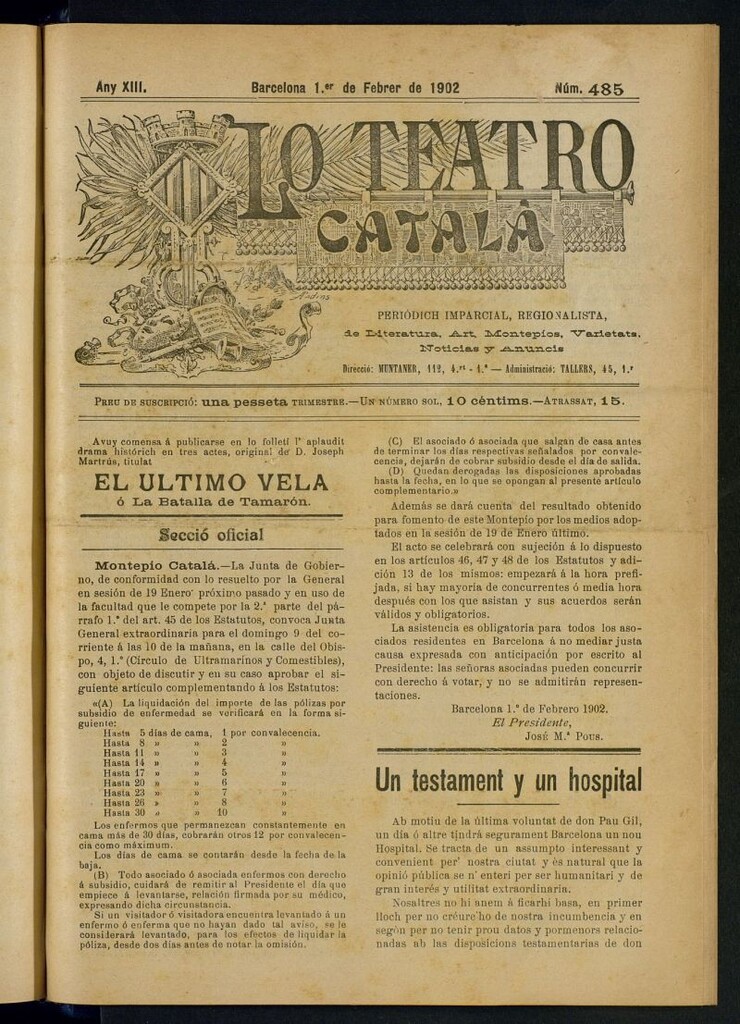 Any XIII.
Barcelona 1.er de Febrer de 1902
Núm. 485
LO TEATRO
CATALÀ
PERIÓDICH IMPARCIAL, REGIONALISTA,
de Literatura, Art, Montepíos, Varietats,
Noticias y Anuncis
Direcció: MUNTANER, 112, 4.rt - 1.ª — Administració: TALLERS, 45, 1.r
PREU DE SUSCRIPCIÓ: una pesseta TRIMESTRE.—UN NÚMERO SOL, 10 céntims.—ATRASSAT, 15.
Avuy comensa á publicarse en lo folletí l' aplaudit
drama histórich en tres actes, original de D. Joseph
Martrús, titulat
EL ULTIMO VELA
ó La Batalla de Tamarón.
Secció oficial
Montepío Catalá.—La Junta de Gobier-
no, de conformidad con lo resuelto por la General
en sesión de 19 Enero próximo pasado y en uso de
la facultad que le compete por la 2.ª parte del pá-
rrafo 1.º del art. 45 de los Estatutos, convoca Junta
General extraordinaria para el domingo 9 del co-
rriente á las 10 de la mañana, en la calle del Obis-
po, 4, 1.º (Círculo de Ultramarinos y Comestibles),
con objeto de discutir y en su caso aprobar el si-
guiente artículo complementando á los Estatutos:
«(A) La liquidación del importe de las pólizas por
subsidio de enfermedad se verificará en la forma si-
guiente:
Hasta 5 días de cama, 1 por convalecencia.
Hasta 8 » » 2 »
Hasta 11 » » 3 »
Hasta 14 » » 4 »
Hasta 17 » » 5 »
Hasta 20 » » 6 »
Hasta 23 » » 7 »
Hasta 26 » » 8 »
Hasta 30 » » 10 »
Los enfermos que permanezcan constantemente en
cama más de 30 días, cobrarán otros 12 por convalecen-
cia como máximum.
Los días de cama se contarán desde la fecha de la
baja.
(B) Todo asociado ó asociada enfermos con derecho
á subsidio, cuidará de remitir al Presidente el día que
empiece á levantarse, relación firmada por su médico,
expresando dicha circunstancia.
Si un visitador ó visitadora encuentra levantado á un
enfermo ó enferma que no hayan dado tal aviso, se le
considerará levantado, para los efectos de liquidar la
póliza, desde dos días antes de notar la omisión.
(C) El asociado ó asociada que salgan de casa antes
de terminar los días respectivas señalados por convale-
cencia, dejarán de cobrar subsidio desde el día de salida.
(D) Quedan derogadas las disposiciones aprobadas
hasta la fecha, en lo que se opongan al presente artículo
complementario.»
Además se dará cuenta del resultado obtenido
para fomento de este Montepío por los medios adop-
tados en la sesión de 19 de Enero último.
El acto se celebrará con sujeción á lo dispuesto
en los artículos 46, 47 y 48 de los Estatutos y adi-
ción 13 de los mismos: empezará á la hora prefi-
jada, si hay mayoría de concurrentes ó media hora
después con los que asistan y sus acuerdos serán
válidos y obligatorios.
La asistencia es obligatoria para todos los aso-
ciados residentes en Barcelona á no mediar justa
causa expresada con anticipación por escrito al
Presidente: las señoras asociadas pueden concurrir
con derecho á votar, y no se admitirán represen-
taciones.
Barcelona 1.º de Febrero 1902.
El Presidente,
JOSÉ M.ª POUS.
Un testament y un hospital
Ab motiu de la última voluntat de don Pau Gil,
un día ó altre tindrá segurament Barcelona un nou
Hospital. Se tracta de un assumpto interessant y
convenient per' nostra ciutat y és natural que la
opinió pública se n' enteri per ser humanitari y de
gran interés y utilitat extraordinaria.
Nosaltres no hi anem á ficarhi basa, en primer
lloch per no créurc'ho de nostra incumbencia y en
segón per no tenir prou datos y pormenors relacio-
nadas ab las disposicions testamentarias de don